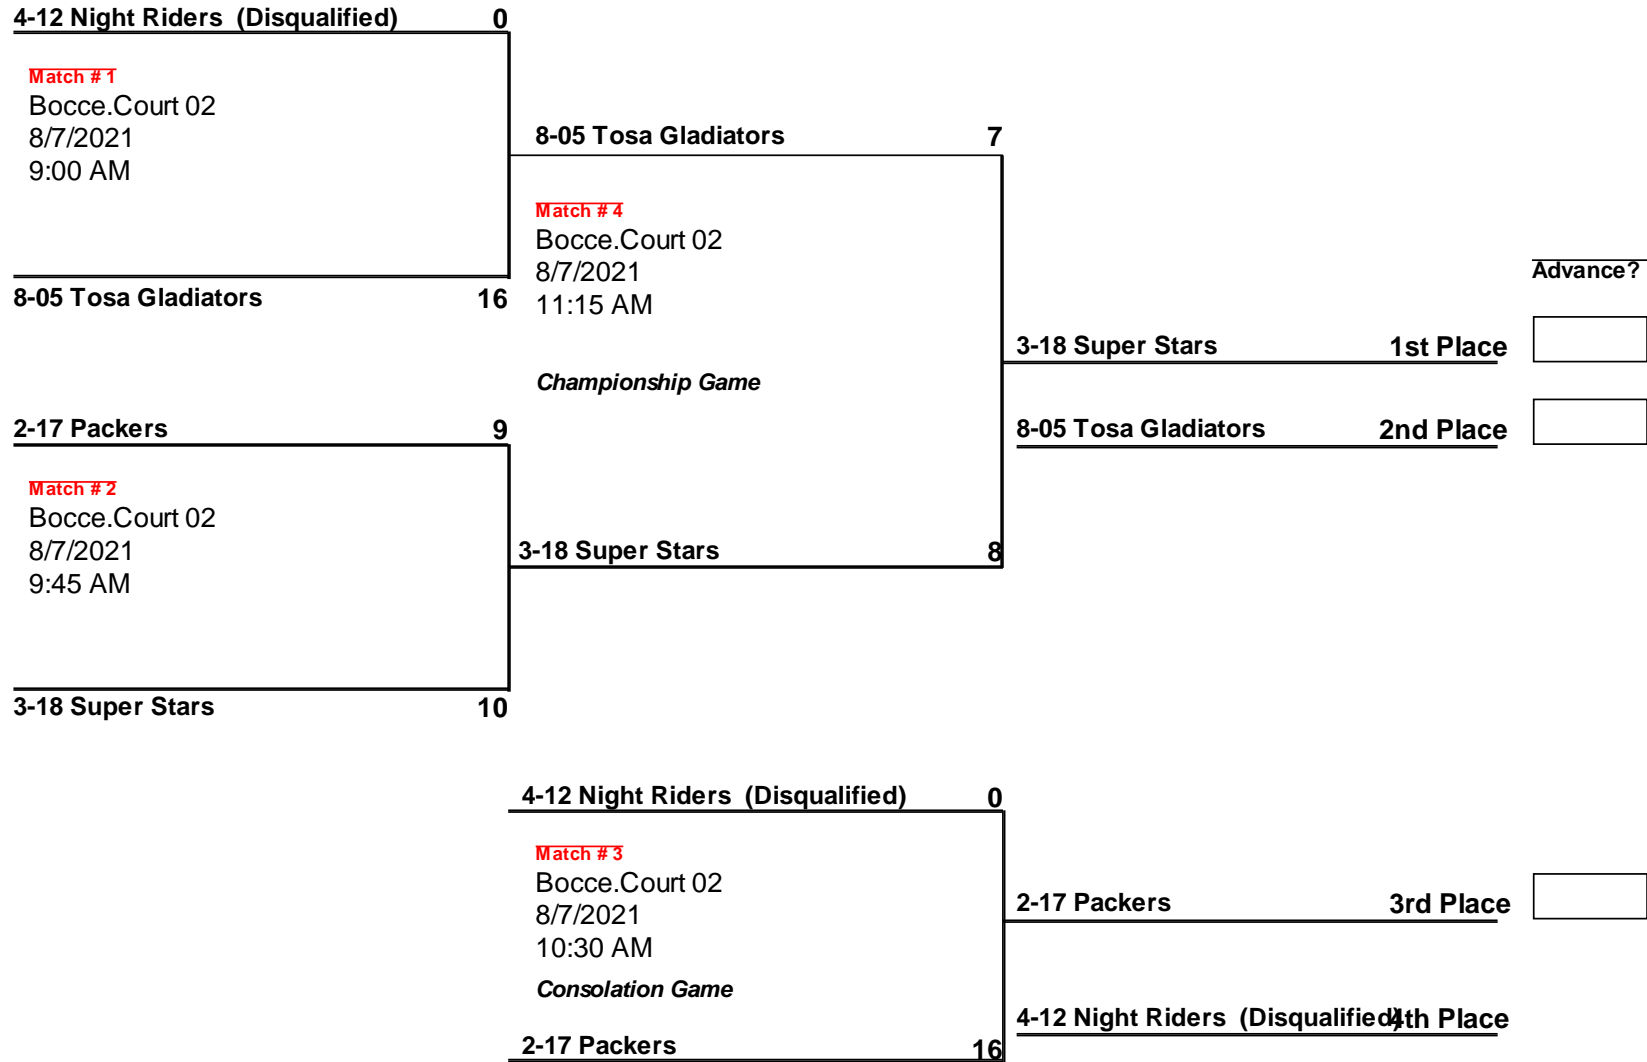 4-12 Night Riders (Disqualified) 0
Match # 1
Bocce.Court 02
8/7/2021
9:00 AM
8-05 Tosa Gladiators 16
2-17 Packers 9
Match # 2
Bocce.Court 02
8/7/2021
9:45 AM
3-18 Super Stars 10
8-05 Tosa Gladiators 7
Match # 4
Bocce.Court 02
8/7/2021
11:15 AM
Championship Game
3-18 Super Stars 8
Advance?
3-18 Super Stars 1st Place
8-05 Tosa Gladiators 2nd Place
4-12 Night Riders (Disqualified) 0
Match # 3
Bocce.Court 02
8/7/2021
10:30 AM
Consolation Game
2-17 Packers 16
2-17 Packers 3rd Place
4-12 Night Riders (Disqualified) 4th Place